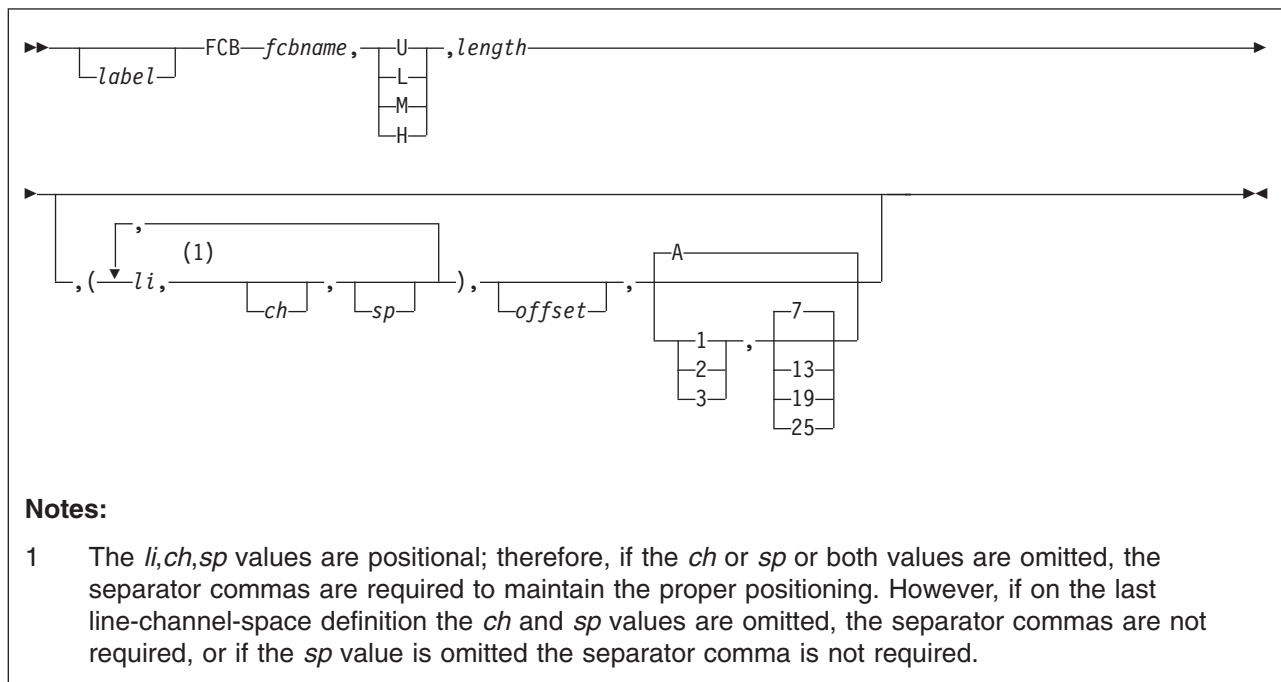 FCB fcbname, U ,length
label
L
M
H
,
(1)
A
,( li, , ), ,
ch sp offset
7
1 ,
2 13
3 19
25
Notes:
1 The li,ch,sp values are positional; therefore, if the ch or sp or both values are omitted, the
separator commas are required to maintain the proper positioning. However, if on the last
line-channel-space definition the ch and sp values are omitted, the separator commas are not
required, or if the sp value is omitted the separator comma is not required.